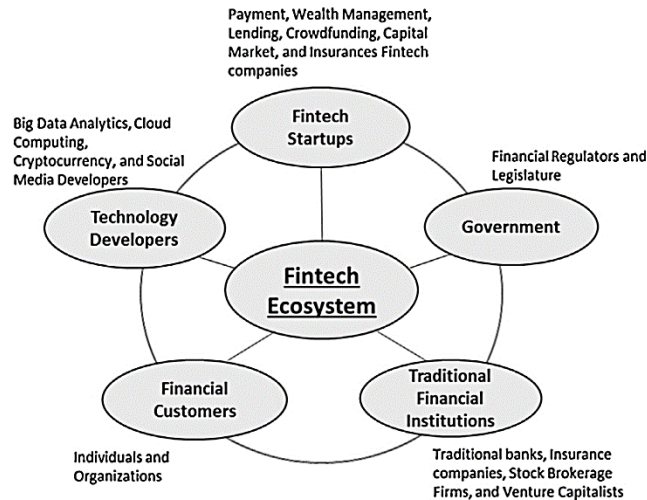 Payment, Wealth Management,
Lending, Crowdfunding, Capital
Market, and Insurances Fintech
companies
Fintech
Startups
Big Data Analytics, Cloud
Computing,
Cryptocurrency, and Social
Media Developers
Technology
Developers
Financial Regulators and
Legislature
Government
Fintech
Ecosystem
Financial
Customers
Individuals and
Organizations
Traditional
Financial
Institutions
Traditional banks, Insurance
companies, Stock Brokerage
Firms, and Venture Capitalists